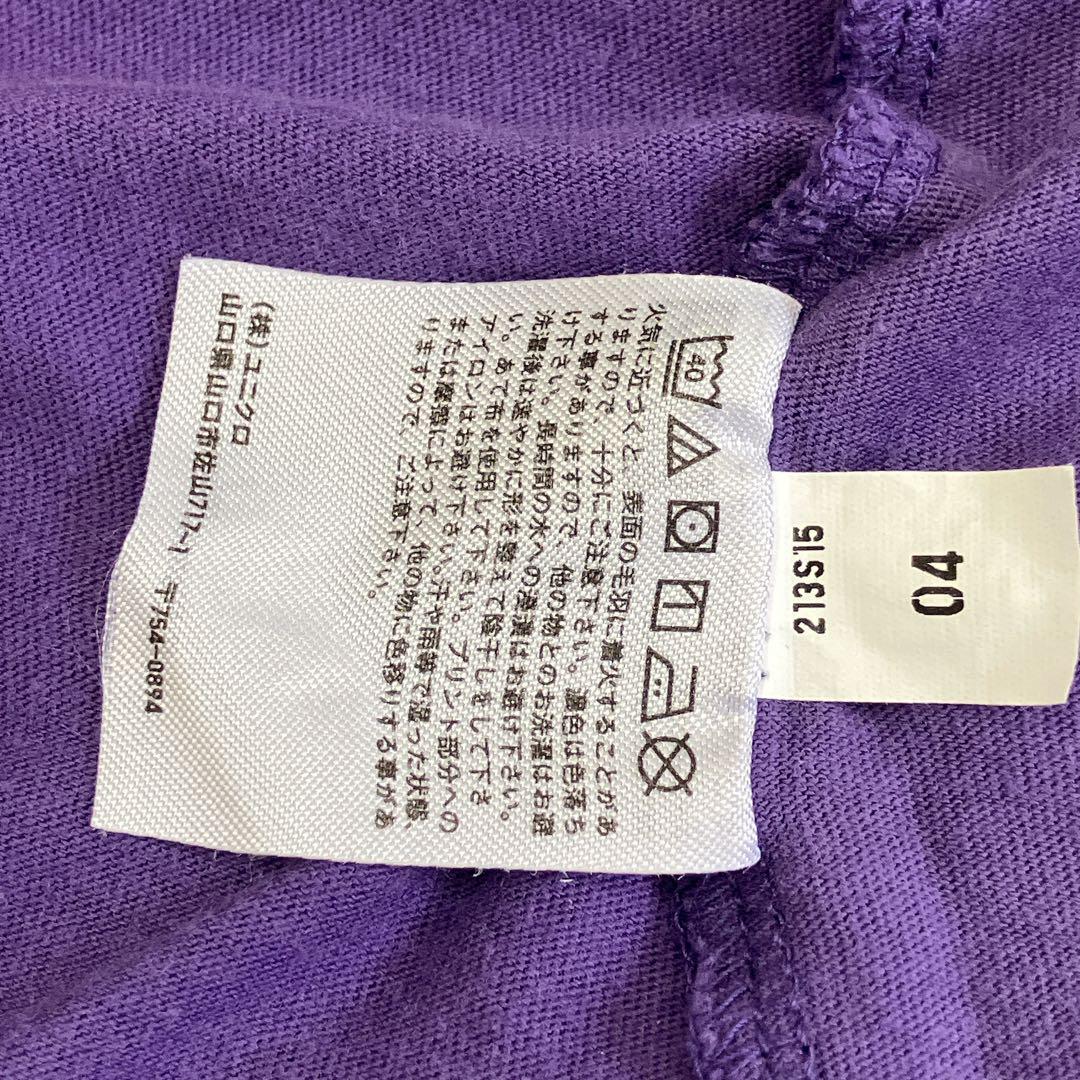 40
火気に近づくと、表面の毛羽に着火することがあ
りますので、十分にご注意下さい。濃色は色落ち
する事がありますので、他の物とのお洗濯はお避
け下さい。長時間の水への浸漬はお避け下さい。
洗濯後は速やかに形を整えて陰干しをして下さ
い。あて布を使用して下さい。プリント部分への
アイロンはお避け下さい。汗や雨等で湿った状態、
または摩擦によって、他の物に色移りする事があ
りますので、ご注意下さい。
(株)ユニクロ
山口県山口市佐山717-1 〒754-0894
213S'15
04